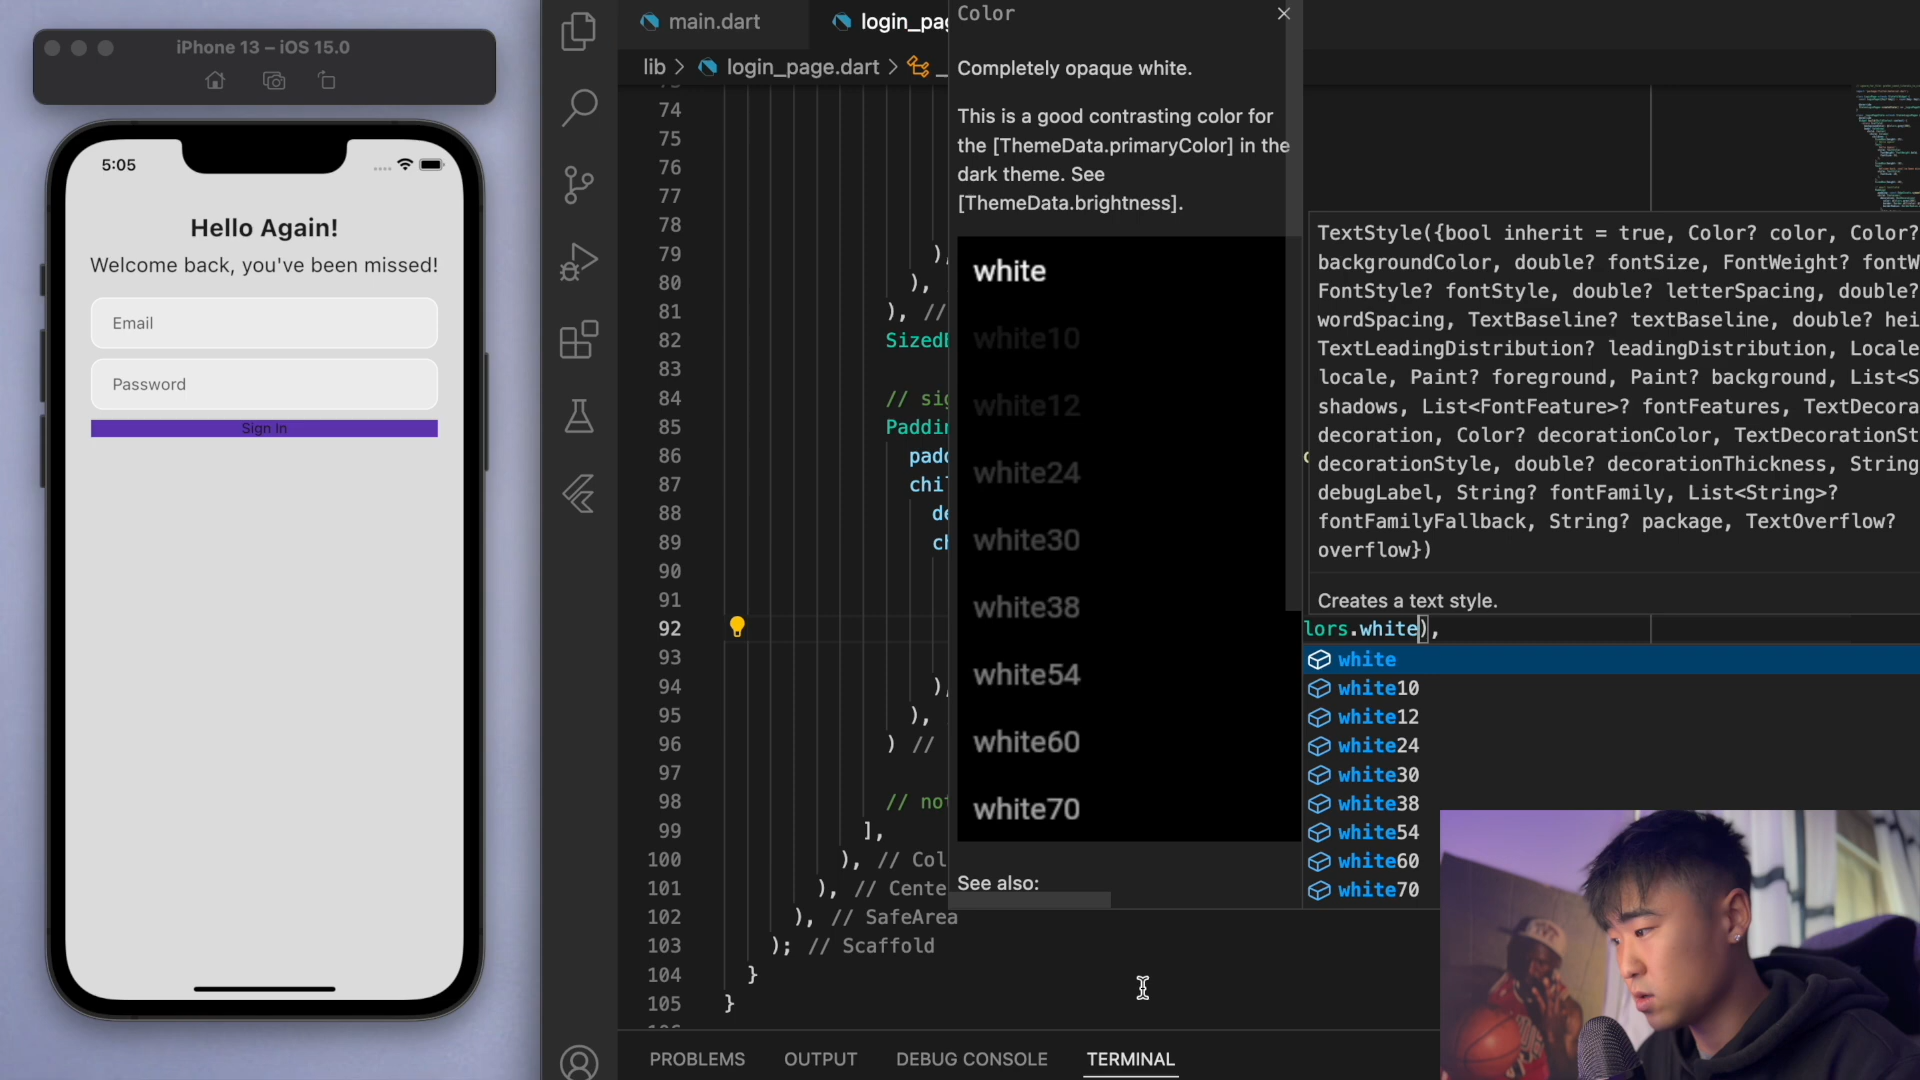 iPhone 13 – iOS 15.0
5:05
Hello Again!
Welcome back, you've been missed!
Email
Password
Sign In
main.dart
login_pag
lib > login_page.dart >
74
75
76
77
78
79 ),
80 ),
81 ), //
82 SizedB
83
84 // sig
85 Paddin
86 padd
87 chil
88 de
89 ch
90
91
92 lors.white),
93
94 ),
95 ),
96 ) //
97
98 // not
99 ],
100 ), // Col
101 ), // Cente
102 ), // SafeArea
103 ); // Scaffold
104 }
105 }
Color
Completely opaque white.
This is a good contrasting color for
the [ThemeData.primaryColor] in the
dark theme. See
[ThemeData.brightness].
white
white10
white12
white24
white30
white38
white54
white60
white70
See also:
TextStyle({bool inherit = true, Color? color, Color?
backgroundColor, double? fontSize, FontWeight? fontW
FontStyle? fontStyle, double? letterSpacing, double?
wordSpacing, TextBaseline? textBaseline, double? hei
TextLeadingDistribution? leadingDistribution, Locale
locale, Paint? foreground, Paint? background, List<S
shadows, List<FontFeature>? fontFeatures, TextDecora
decoration, Color? decorationColor, TextDecorationSt
decorationStyle, double? decorationThickness, String
debugLabel, String? fontFamily, List<String>?
fontFamilyFallback, String? package, TextOverflow?
overflow})
Creates a text style.
white
white10
white12
white24
white30
white38
white54
white60
white70
PROBLEMS
OUTPUT
DEBUG CONSOLE
TERMINAL